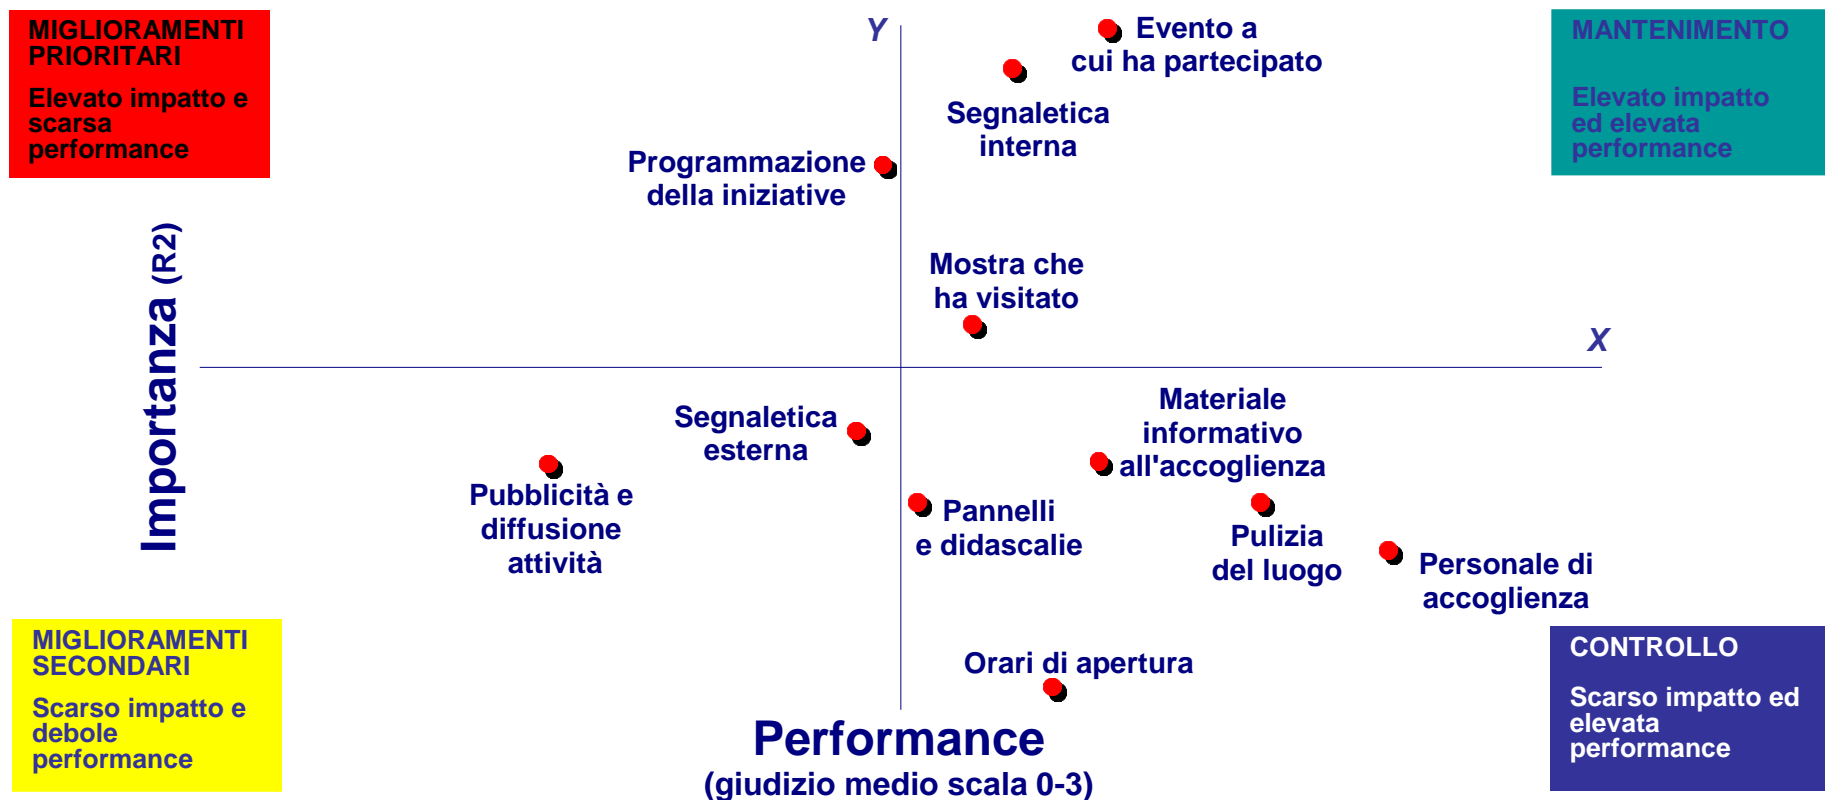 MIGLIORAMENTI
PRIORITARI
Elevato impatto e
scarsa
performance
Y
Evento a
cui ha partecipato
MANTENIMENTO
Elevato impatto
ed elevata
performance
Segnaletica
interna
Programmazione
della iniziative
Importanza (R2)
Mostra che
ha visitato
X
Segnaletica
esterna
Materiale
informativo
all'accoglienza
Pubblicità e
diffusione
attività
Pannelli
e didascalie
Pulizia
del luogo
Personale di
accoglienza
MIGLIORAMENTI
SECONDARI
Scarso impatto e
debole
performance
Orari di apertura
CONTROLLO
Scarso impatto ed
elevata
performance
Performance
(giudizio medio scala 0-3)